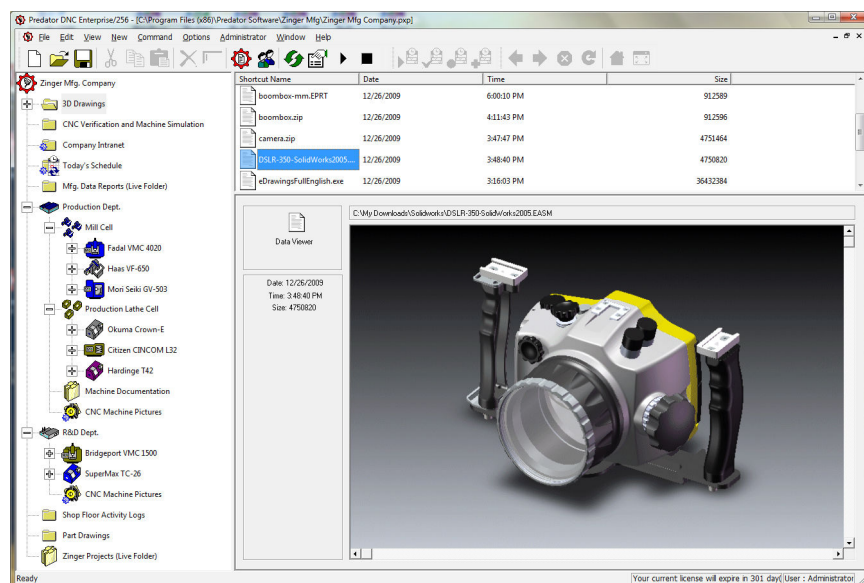 Predator DNC Enterprise/256 - [C:\Program Files (x86)\Predator Software\Zinger Mfg\Zinger Mfg Company.pxp]
File Edit View New Command Options Administrator Window Help
Zinger Mfg. Company
3D Drawings
CNC Verification and Machine Simulation
Company Intranet
Today's Schedule
Mfg. Data Reports (Live Folder)
Production Dept.
Mill Cell
Fadal VMC 4020
Haas VF-650
Mori Seiki GV-503
Production Lathe Cell
Okuma Crown-E
Citizen CINCOM L32
Hardinge T42
Machine Documentation
CNC Machine Pictures
R&D Dept.
Bridgeport VMC 1500
SuperMax TC-26
CNC Machine Pictures
Shop Floor Activity Logs
Part Drawings
Zinger Projects (Live Folder)
Shortcut Name Date Time Size
boombox-mm.EPRT 12/26/2009 6:00:10 PM 912589
boombox.zip 12/26/2009 4:11:43 PM 912596
camera.zip 12/26/2009 3:47:47 PM 4751464
DSLR-350-SolidWorks2005.... 12/26/2009 3:48:40 PM 4750820
eDrawingsFullEnglish.exe 12/26/2009 3:16:03 PM 36432384
Data Viewer
Date: 12/26/2009
Time: 3:48:40 PM
Size: 4750820
C:\My Downloads\Solidworks\DSLR-350-SolidWorks2005.EASM
Ready
Your current license will expire in 301 day( User : Administrator